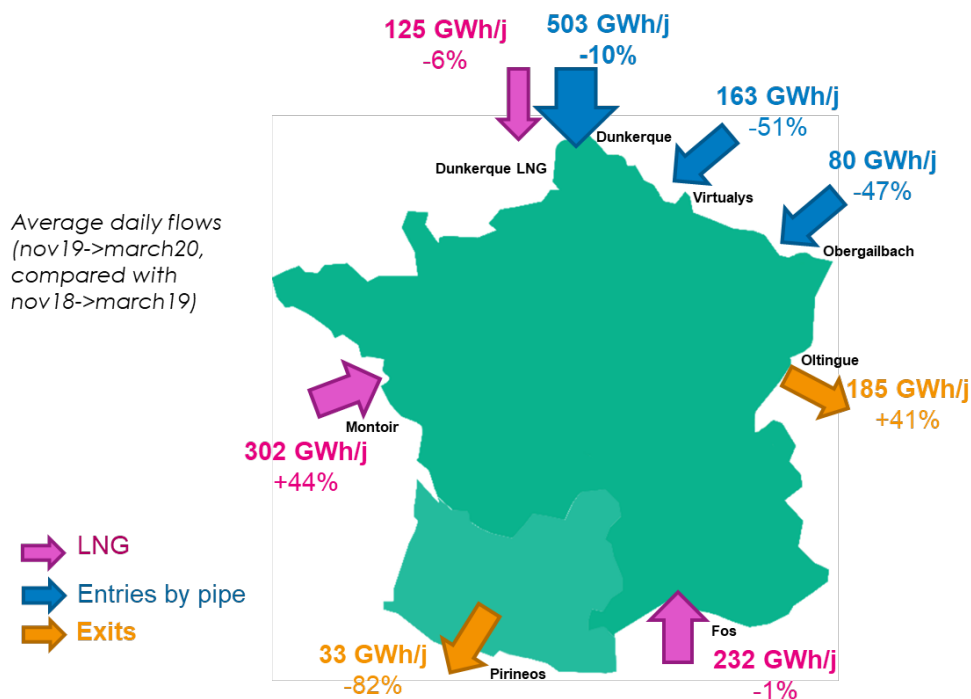 125 GWh/j
-6%
503 GWh/j
-10%
163 GWh/j
-51%
80 GWh/j
-47%
Dunkerque
Dunkerque LNG
Virtualys
Obergailbach
Average daily flows
(nov19->march20,
compared with
nov18->march19)
Oltingue
185 GWh/j
+41%
Montoir
302 GWh/j
+44%
LNG
Entries by pipe
Exits
33 GWh/j
-82%
Pirineos
Fos
232 GWh/j
-1%